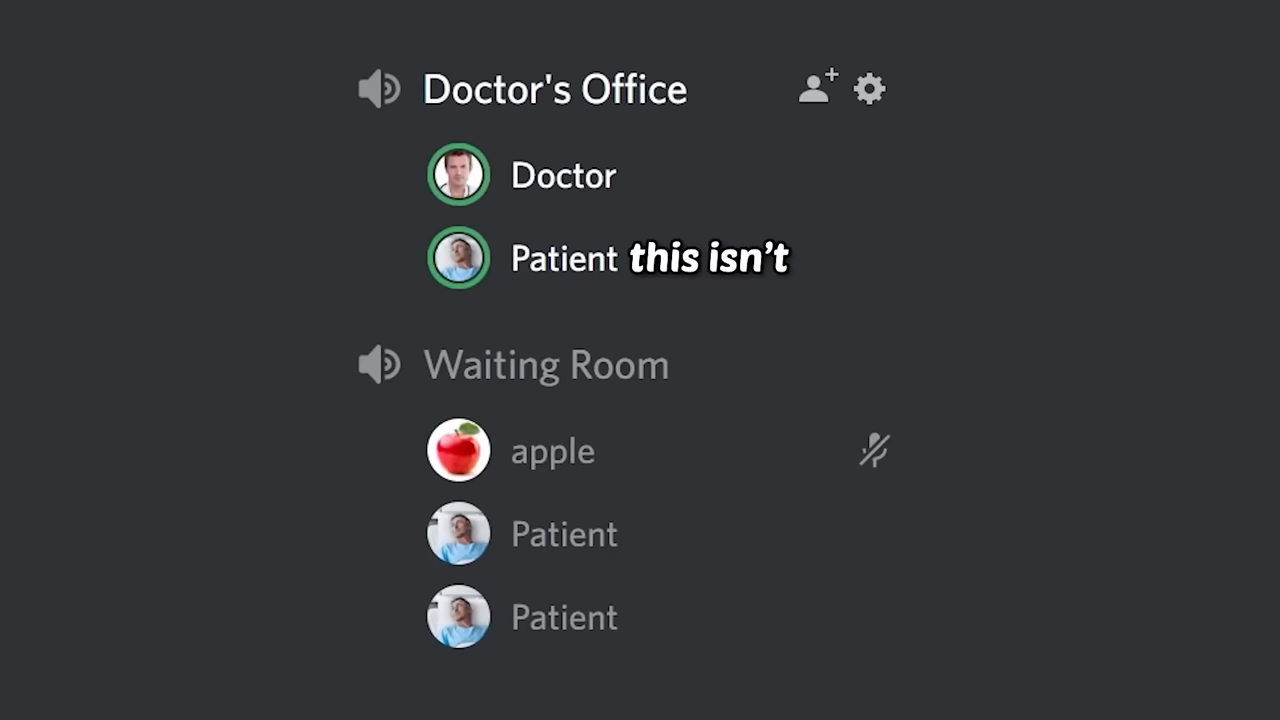 Doctor's Office
Doctor
Patient this isn’t
Waiting Room
apple
Patient
Patient